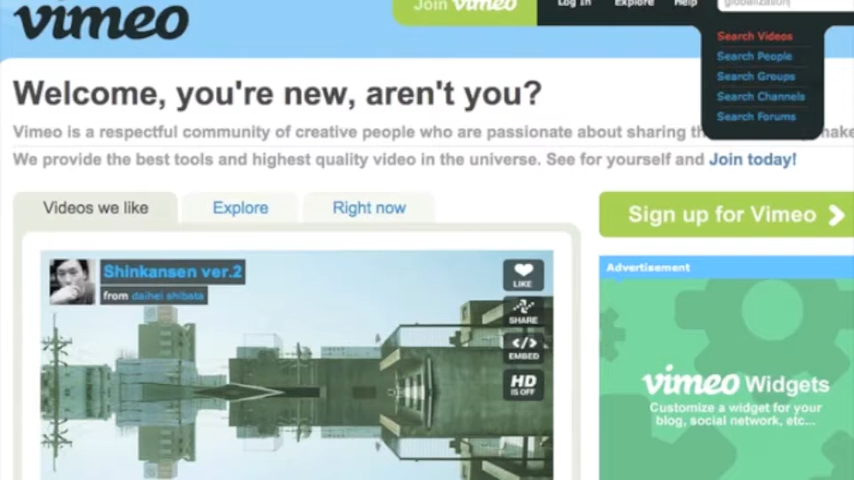 vimeo
Join vimeo
Log In Explore Help
globalization
Search Videos
Search People
Search Groups
Search Channels
Search Forums
Welcome, you're new, aren't you?
Vimeo is a respectful community of creative people who are passionate about sharing th make
We provide the best tools and highest quality video in the universe. See for yourself and Join today!
Videos we like
Explore
Right now
Sign up for Vimeo
Shinkansen ver.2
from daihei shibata
LIKE
SHARE
EMBED
HD
IS OFF
Advertisement
vimeo Widgets
Customize a widget for your
blog, social network, etc...